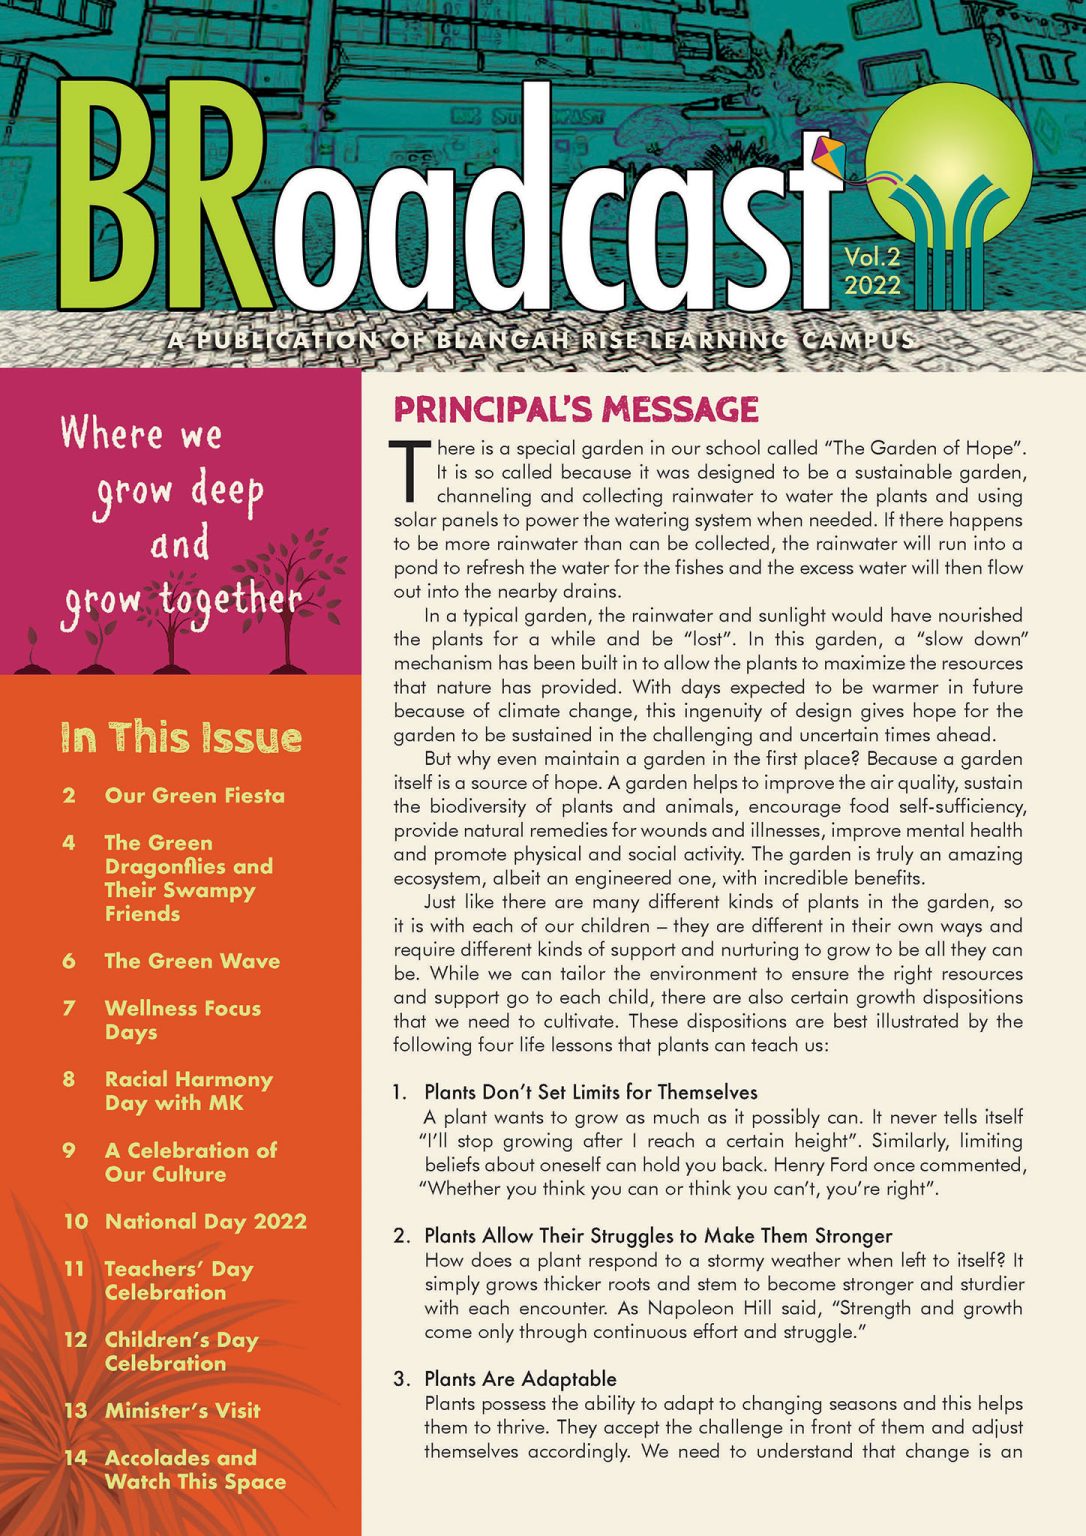 BRoadcast
Vol.2
2022
A PUBLICATION OF BLANGAH RISE LEARNING CAMPUS
Where we
grow deep
and
grow together
In This Issue
2 Our Green Fiesta
4 The Green
Dragonflies and
Their Swampy
Friends
6 The Green Wave
7 Wellness Focus
Days
8 Racial Harmony
Day with MK
9 A Celebration of
Our Culture
10 National Day 2022
11 Teachers’ Day
Celebration
12 Children’s Day
Celebration
13 Minister’s Visit
14 Accolades and
Watch This Space
PRINCIPAL’S MESSAGE
There is a special garden in our school called “The Garden of Hope”.
It is so called because it was designed to be a sustainable garden,
channeling and collecting rainwater to water the plants and using
solar panels to power the watering system when needed. If there happens
to be more rainwater than can be collected, the rainwater will run into a
pond to refresh the water for the fishes and the excess water will then flow
out into the nearby drains.
In a typical garden, the rainwater and sunlight would have nourished
the plants for a while and be “lost”. In this garden, a “slow down”
mechanism has been built in to allow the plants to maximize the resources
that nature has provided. With days expected to be warmer in future
because of climate change, this ingenuity of design gives hope for the
garden to be sustained in the challenging and uncertain times ahead.
But why even maintain a garden in the first place? Because a garden
itself is a source of hope. A garden helps to improve the air quality, sustain
the biodiversity of plants and animals, encourage food self-sufficiency,
provide natural remedies for wounds and illnesses, improve mental health
and promote physical and social activity. The garden is truly an amazing
ecosystem, albeit an engineered one, with incredible benefits.
Just like there are many different kinds of plants in the garden, so
it is with each of our children – they are different in their own ways and
require different kinds of support and nurturing to grow to be all they can
be. While we can tailor the environment to ensure the right resources
and support go to each child, there are also certain growth dispositions
that we need to cultivate. These dispositions are best illustrated by the
following four life lessons that plants can teach us:
1. Plants Don’t Set Limits for Themselves
A plant wants to grow as much as it possibly can. It never tells itself
“I’ll stop growing after I reach a certain height”. Similarly, limiting
beliefs about oneself can hold you back. Henry Ford once commented,
“Whether you think you can or think you can’t, you’re right”.
2. Plants Allow Their Struggles to Make Them Stronger
How does a plant respond to a stormy weather when left to itself? It
simply grows thicker roots and stem to become stronger and sturdier
with each encounter. As Napoleon Hill said, “Strength and growth
come only through continuous effort and struggle.”
3. Plants Are Adaptable
Plants possess the ability to adapt to changing seasons and this helps
them to thrive. They accept the challenge in front of them and adjust
themselves accordingly. We need to understand that change is an